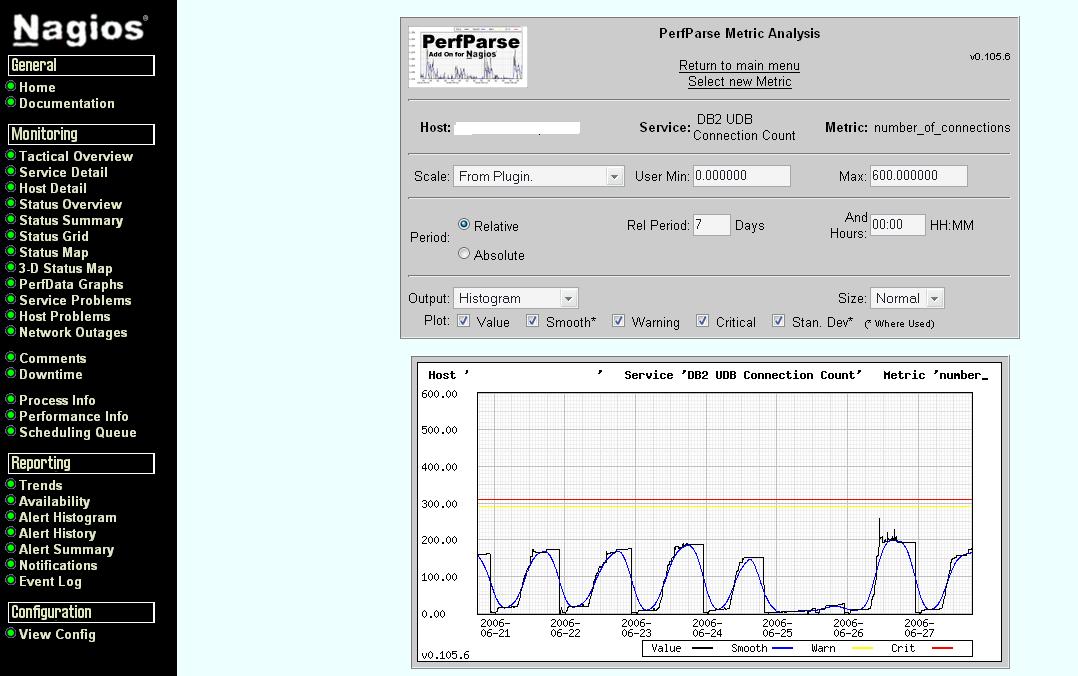 Nagios®
General
Home
Documentation
Monitoring
Tactical Overview
Service Detail
Host Detail
Status Overview
Status Summary
Status Grid
Status Map
3-D Status Map
PerfData Graphs
Service Problems
Host Problems
Network Outages
Comments
Downtime
Process Info
Performance Info
Scheduling Queue
Reporting
Trends
Availability
Alert Histogram
Alert History
Alert Summary
Notifications
Event Log
Configuration
View Config
PerfParse
Add On for Nagios
PerfParse Metric Analysis
Return to main menu
Select new Metric
v0.105.6
Host:
Service: DB2 UDB Connection Count
Metric: number_of_connections
Scale: From Plugin.
User Min: 0.000000
Max: 600.000000
Period:
Relative
Absolute
Rel Period: 7 Days
And Hours: 00:00 HH:MM
Output: Histogram
Size: Normal
Plot: Value Smooth* Warning Critical Stan. Dev* (* Where Used)
Host ' ' Service 'DB2 UDB Connection Count' Metric 'number_
600.00
500.00
400.00
300.00
200.00
100.00
0.00
2006-06-21
2006-06-22
2006-06-23
2006-06-24
2006-06-25
2006-06-26
2006-06-27
Value Smooth Warn Crit
v0.105.6